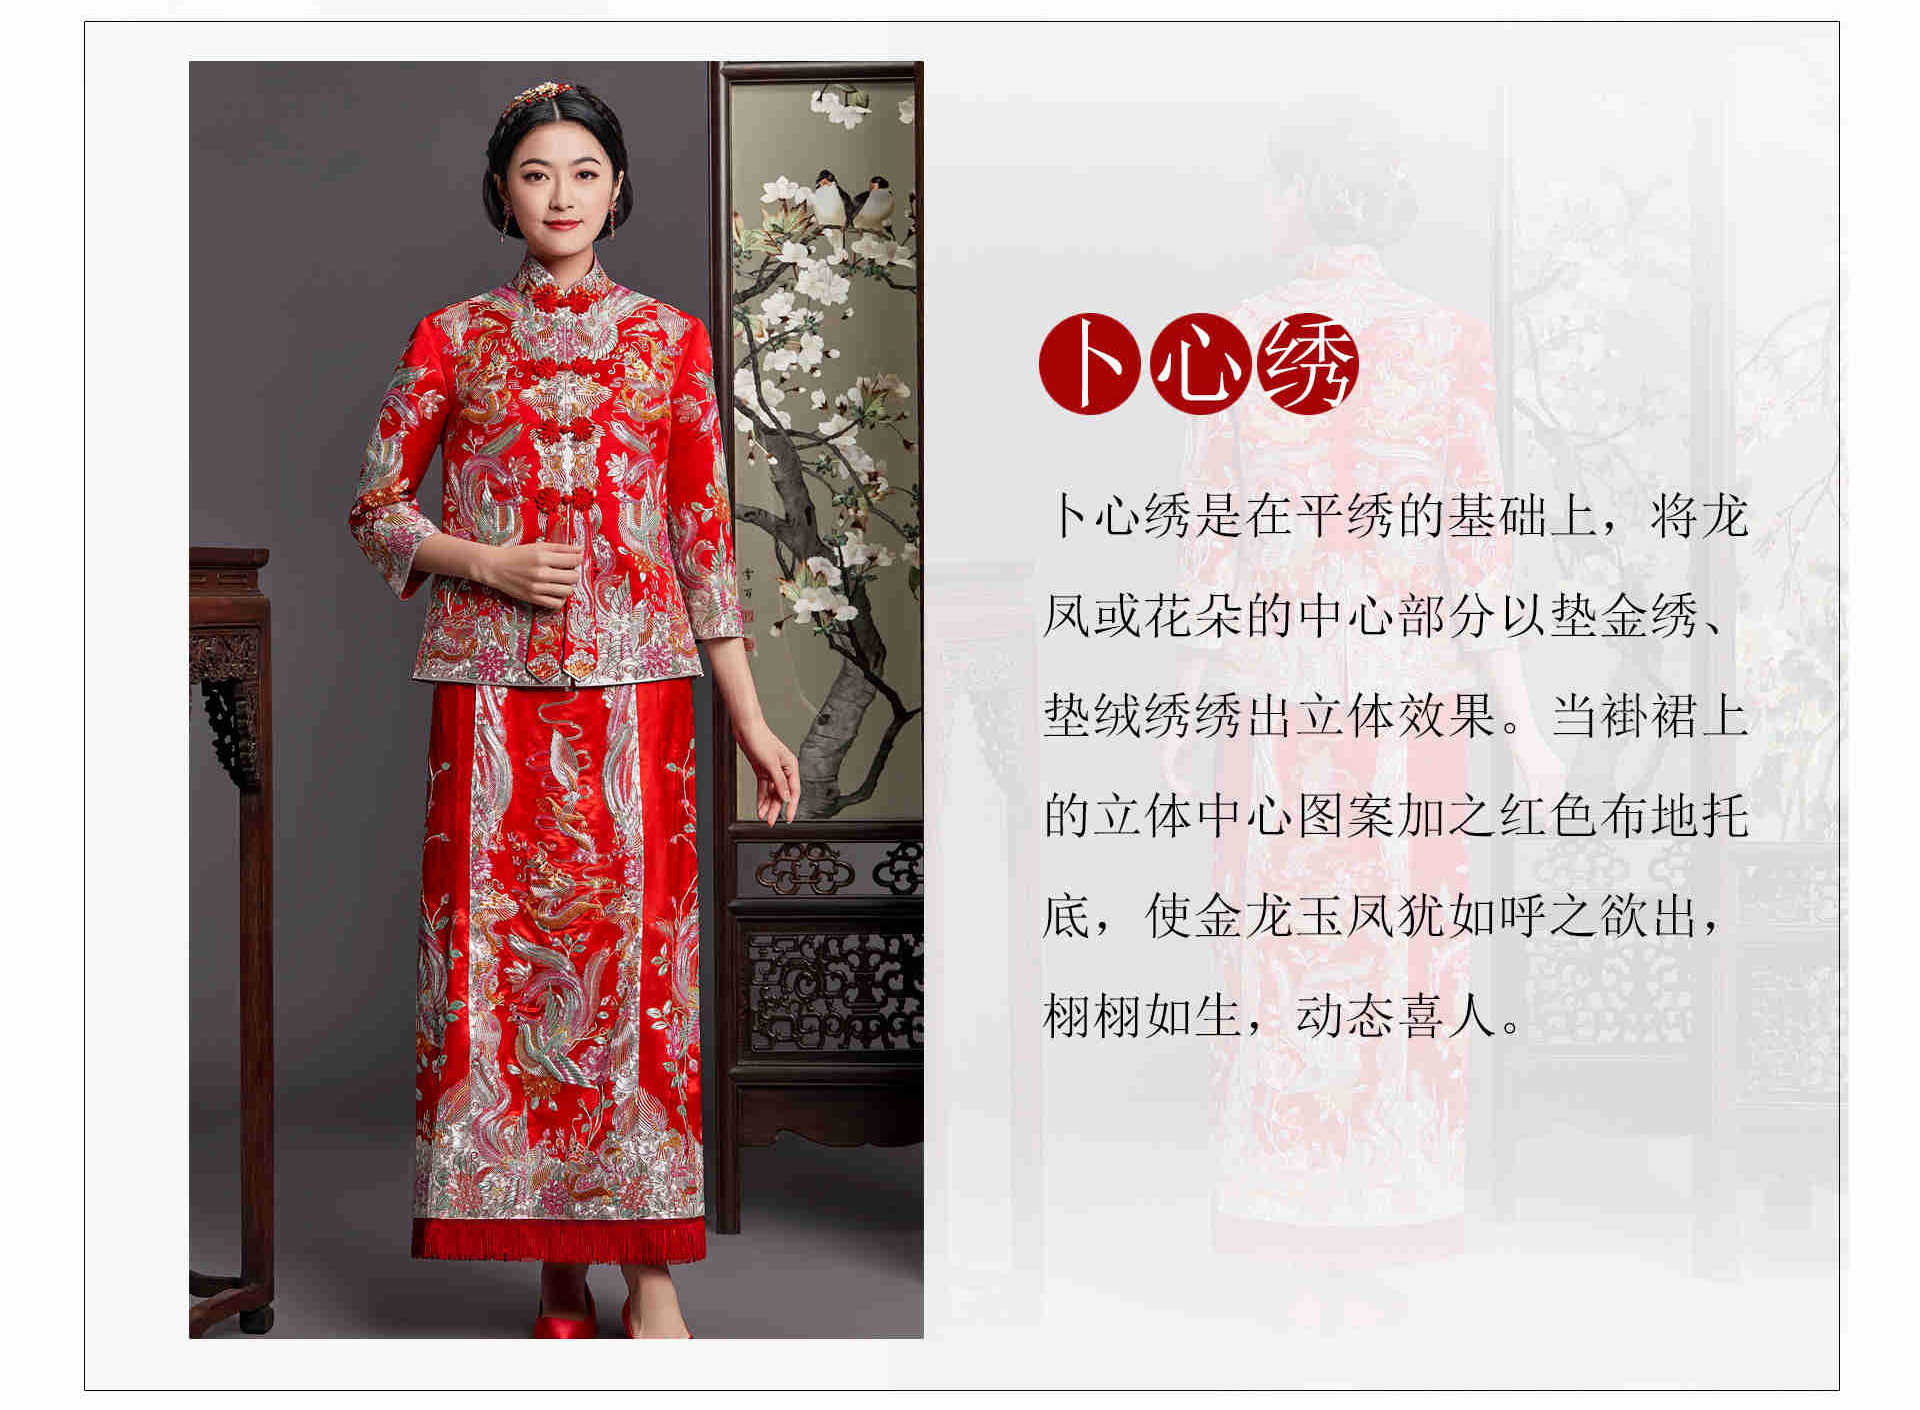 卜心绣
卜心绣是在平绣的基础上，将龙
凤或花朵的中心部分以垫金绣、
垫绒绣绣出立体效果。当褂裙上
的立体中心图案加之红色布地托
底，使金龙玉凤犹如呼之欲出，
栩栩如生，动态喜人。